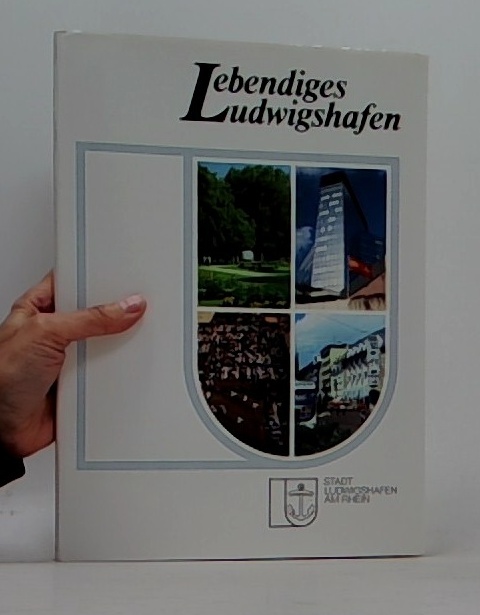 Lebendiges
Ludwigshafen
STADT
LUDWIGSHAFEN
AM RHEIN